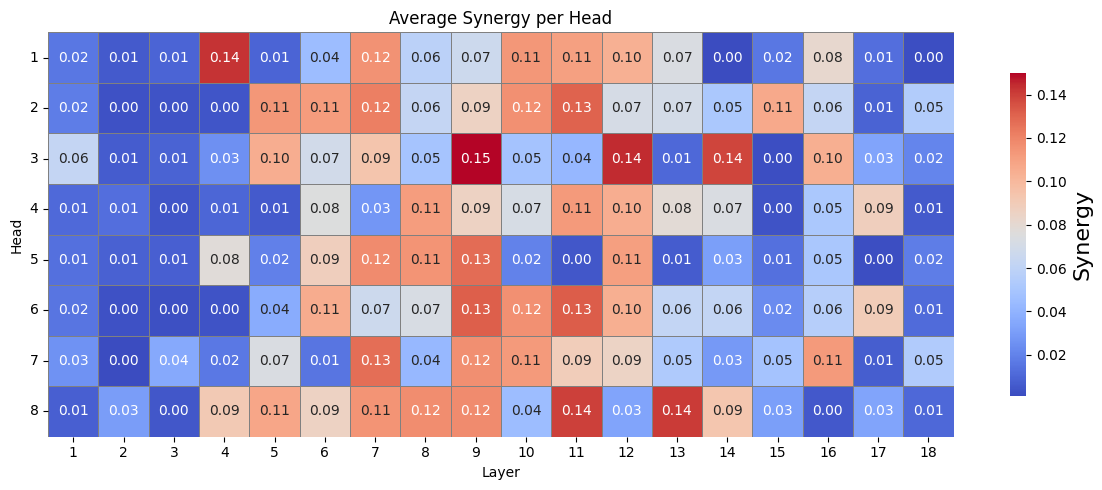 Average Synergy per Head
1 0.02 0.01 0.01 0.14 0.01 0.04 0.12 0.06 0.07 0.11 0.11 0.10 0.07 0.00 0.02 0.08 0.01 0.00
2 0.02 0.00 0.00 0.00 0.11 0.11 0.12 0.06 0.09 0.12 0.13 0.07 0.07 0.05 0.11 0.06 0.01 0.05
3 0.06 0.01 0.01 0.03 0.10 0.07 0.09 0.05 0.15 0.05 0.04 0.14 0.01 0.14 0.00 0.10 0.03 0.02
4 0.01 0.01 0.00 0.01 0.01 0.08 0.03 0.11 0.09 0.07 0.11 0.10 0.08 0.07 0.00 0.05 0.09 0.01
5 0.01 0.01 0.01 0.08 0.02 0.09 0.12 0.11 0.13 0.02 0.00 0.11 0.01 0.03 0.01 0.05 0.00 0.02
6 0.02 0.00 0.00 0.00 0.04 0.11 0.07 0.07 0.13 0.12 0.13 0.10 0.06 0.06 0.02 0.06 0.09 0.01
7 0.03 0.00 0.04 0.02 0.07 0.01 0.13 0.04 0.12 0.11 0.09 0.09 0.05 0.03 0.05 0.11 0.01 0.05
8 0.01 0.03 0.00 0.09 0.11 0.09 0.11 0.12 0.12 0.04 0.14 0.03 0.14 0.09 0.03 0.00 0.03 0.01
Head
1 2 3 4 5 6 7 8 9 10 11 12 13 14 15 16 17 18
Layer
0.14
0.12
0.10
0.08
0.06
0.04
0.02
Synergy